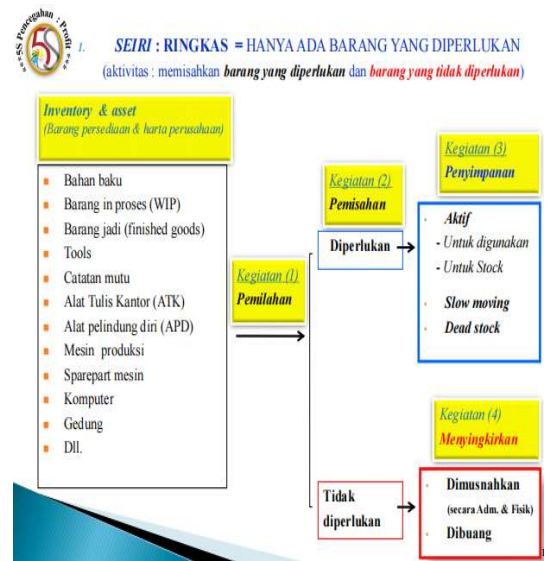 ***5S Pencegahan : Profit***
5S
1. SEIRI : RINGKAS = HANYA ADA BARANG YANG DIPERLUKAN
(aktivitas : memisahkan barang yang diperlukan dan barang yang tidak diperlukan)
Inventory & asset
(Barang persediaan & harta perusahaan)
Bahan baku
Barang in proses (WIP)
Barang jadi (finished goods)
Tools
Catatan mutu
Alat Tulis Kantor (ATK)
Alat pelindung diri (APD)
Mesin produksi
Sparepart mesin
Komputer
Gedung
Dll.
Kegiatan (1)
Pemilahan
Kegiatan (2)
Pemisahan
Diperlukan
Kegiatan (3)
Penyimpanan
Aktif
- Untuk digunakan
- Untuk Stock
Slow moving
Dead stock
Tidak
diperlukan
Kegiatan (4)
Menyingkirkan
Dimusnahkan
(secara Adm. & Fisik)
Dibuang